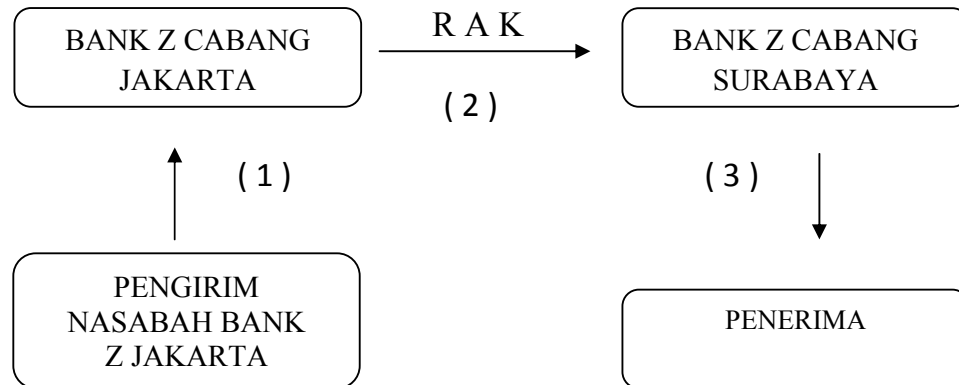 BANK Z CABANG
JAKARTA
R A K
( 2 )
BANK Z CABANG
SURABAYA
( 1 )
( 3 )
PENGIRIM
NASABAH BANK
Z JAKARTA
PENERIMA